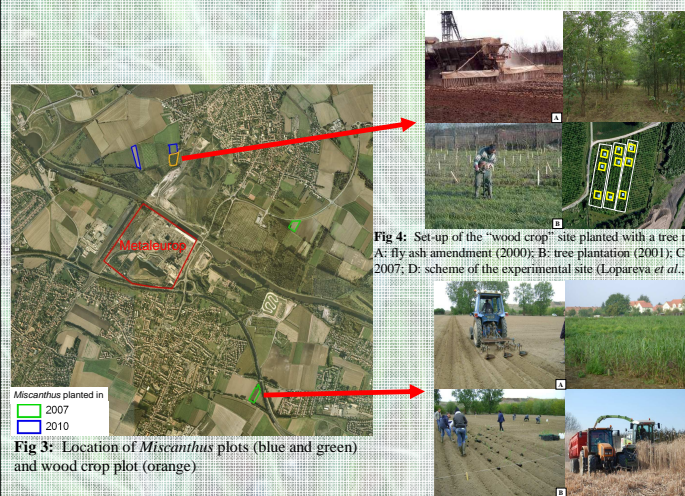 Metaleurop
Miscanthus planted in
2007
2010
Fig 3: Location of Miscanthus plots (blue and green)
and wood crop plot (orange)
A
B
Fig 4: Set-up of the “wood crop” site planted with a tree
A: fly ash amendment (2000); B: tree plantation (2001); C
2007; D: scheme of the experimental site (Lopareva et al.,
A
B